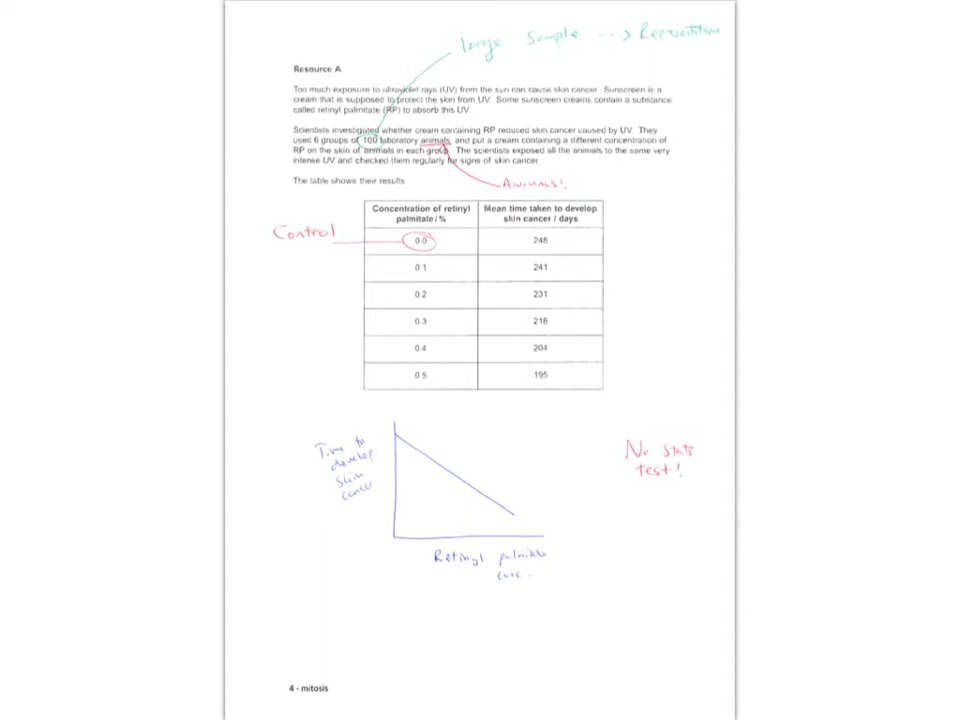 Large Sample ---> Representative
Resource A
Too much exposure to ultraviolet rays (UV) from the sun can cause skin cancer. Sunscreen is a
cream that is supposed to protect the skin from UV. Some sunscreen creams contain a substance
called retinyl palmitate (RP) to absorb this UV.
Scientists investigated whether cream containing RP reduced skin cancer caused by UV. They
used 6 groups of 100 laboratory animals, and put a cream containing a different concentration of
RP on the skin of animals in each group. The scientists exposed all the animals to the same very
intense UV and checked them regularly for signs of skin cancer.
The table shows their results
ANIMALS!
Concentration of retinyl Mean time taken to develop
palmitate / % skin cancer / days
Control
0.0 248
0.1 241
0.2 231
0.3 218
0.4 204
0.5 195
Time to
develop
skin
cancer
No stats
test!
Retinyl palmitate
conc.
4 - mitosis